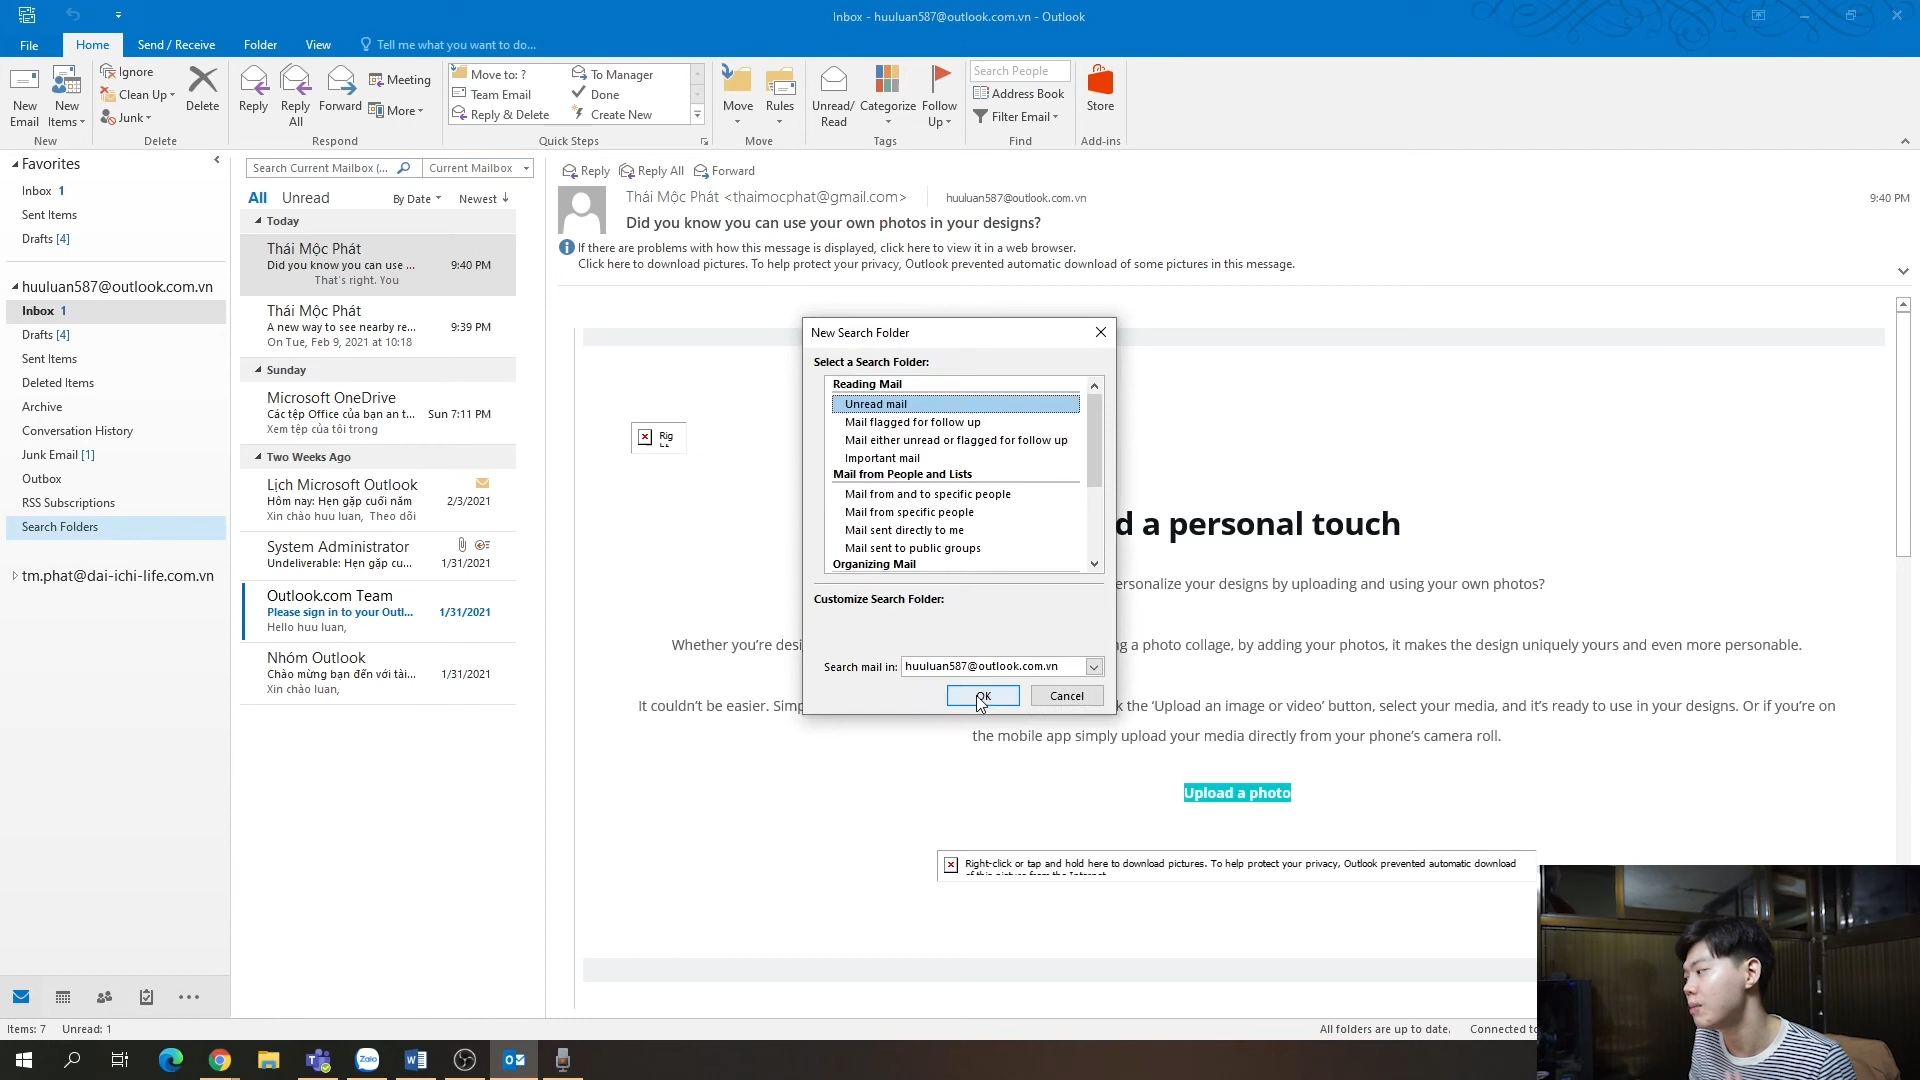 Inbox - huuluan587@outlook.com.vn - Outlook
File
Home
Send / Receive
Folder
View
Tell me what you want to do...
New Email
New Items
Ignore
Clean Up
Junk
Delete
Reply
Reply All
Forward
Meeting
More
Move to: ?
Team Email
Reply & Delete
To Manager
Done
Create New
Move
Rules
Unread/ Read
Categorize
Follow Up
Search People
Address Book
Filter Email
Store
New
Delete
Respond
Quick Steps
Move
Tags
Find
Add-ins
Favorites
Inbox 1
Sent Items
Drafts [4]
huuluan587@outlook.com.vn
Inbox 1
Drafts [4]
Sent Items
Deleted Items
Archive
Conversation History
Junk Email [1]
Outbox
RSS Subscriptions
Search Folders
tm.phat@dai-ichi-life.com.vn
Search Current Mailbox (...
Current Mailbox
All
Unread
By Date
Newest
Today
Thái Mộc Phát
Did you know you can use ...
9:40 PM
That's right. You
Thái Mộc Phát
A new way to see nearby re...
9:39 PM
On Tue, Feb 9, 2021 at 10:18
Sunday
Microsoft OneDrive
Các tệp Office của bạn an t...
Sun 7:11 PM
Xem tệp của tôi trong
Two Weeks Ago
Lịch Microsoft Outlook
Hôm nay: Hẹn gặp cuối năm
2/3/2021
Xin chào huu luan, Theo dõi
System Administrator
Undeliverable: Hẹn gặp cu...
1/31/2021
Outlook.com Team
Please sign in to your Outl...
1/31/2021
Hello huu luan,
Nhóm Outlook
Chào mừng bạn đến với tài...
1/31/2021
Xin chào luan,
Reply
Reply All
Forward
Thái Mộc Phát <thaimocphat@gmail.com>
huuluan587@outlook.com.vn
9:40 PM
Did you know you can use your own photos in your designs?
If there are problems with how this message is displayed, click here to view it in a web browser.
Click here to download pictures. To help protect your privacy, Outlook prevented automatic download of some pictures in this message.
Rig
New Search Folder
Select a Search Folder:
Reading Mail
Unread mail
Mail flagged for follow up
Mail either unread or flagged for follow up
Important mail
Mail from People and Lists
Mail from and to specific people
Mail from specific people
Mail sent directly to me
Mail sent to public groups
Organizing Mail
Customize Search Folder:
Search mail in:
huuluan587@outlook.com.vn
OK
Cancel
d a personal touch
ersonalize your designs by uploading and using your own photos?
Whether you're desi
g a photo collage, by adding your photos, it makes the design uniquely yours and even more personable.
It couldn't be easier. Simp
k the 'Upload an image or video' button, select your media, and it's ready to use in your designs. Or if you're on
the mobile app simply upload your media directly from your phone's camera roll.
Upload a photo
Right-click or tap and hold here to download pictures. To help protect your privacy, Outlook prevented automatic download
of this picture from the Internet.
Items: 7
Unread: 1
All folders are up to date.
Connected to
Zalo